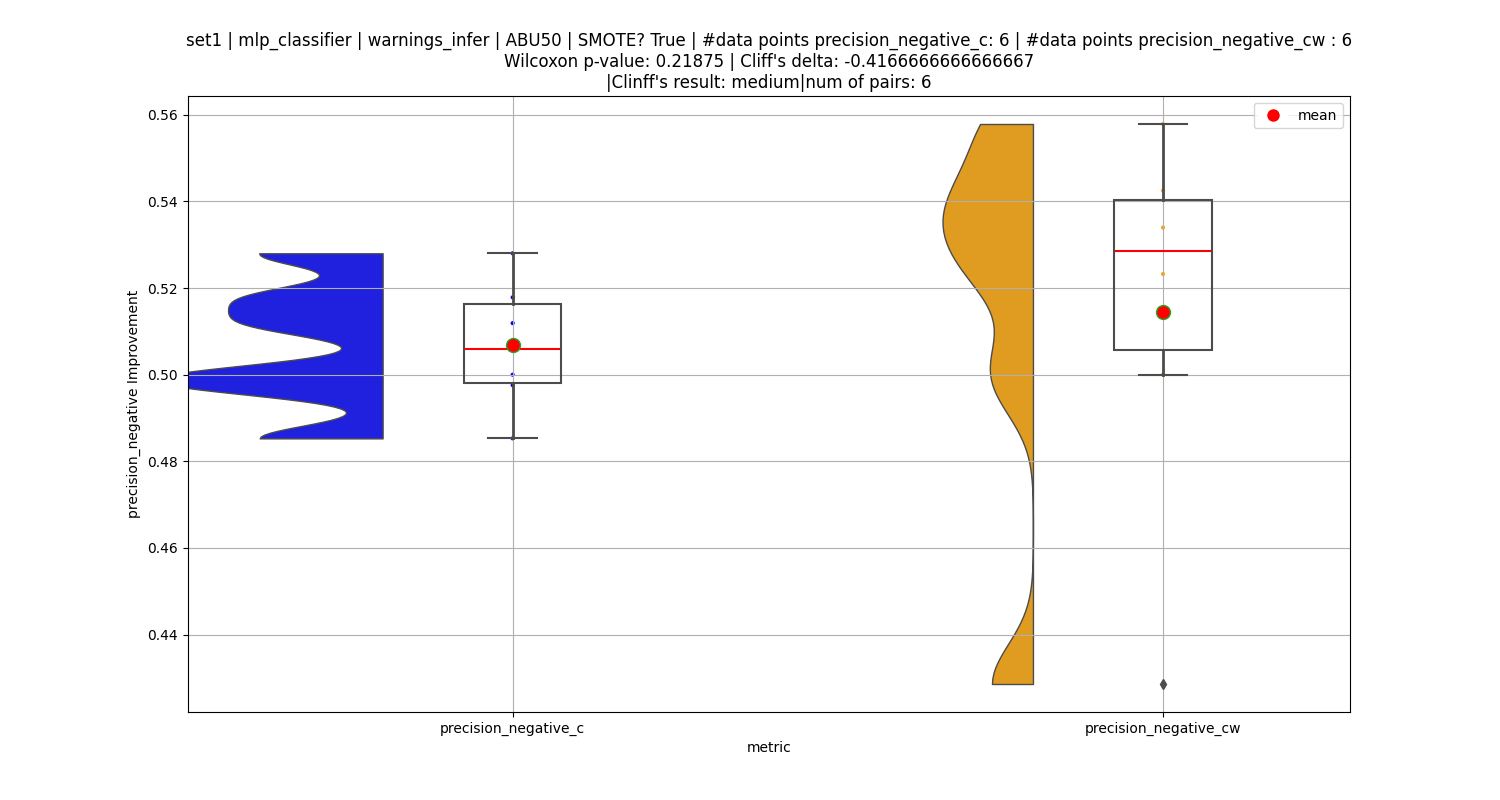 set1 | mlp_classifier | warnings_infer | ABU50 | SMOTE? True | #data points precision_negative_c: 6 | #data points precision_negative_cw : 6
Wilcoxon p-value: 0.21875 | Cliff's delta: -0.4166666666666667
|Clinff's result: medium|num of pairs: 6
mean
0.56
0.54
0.52
0.50
0.48
0.46
0.44
precision_negative Improvement
precision_negative_c
precision_negative_cw
metric